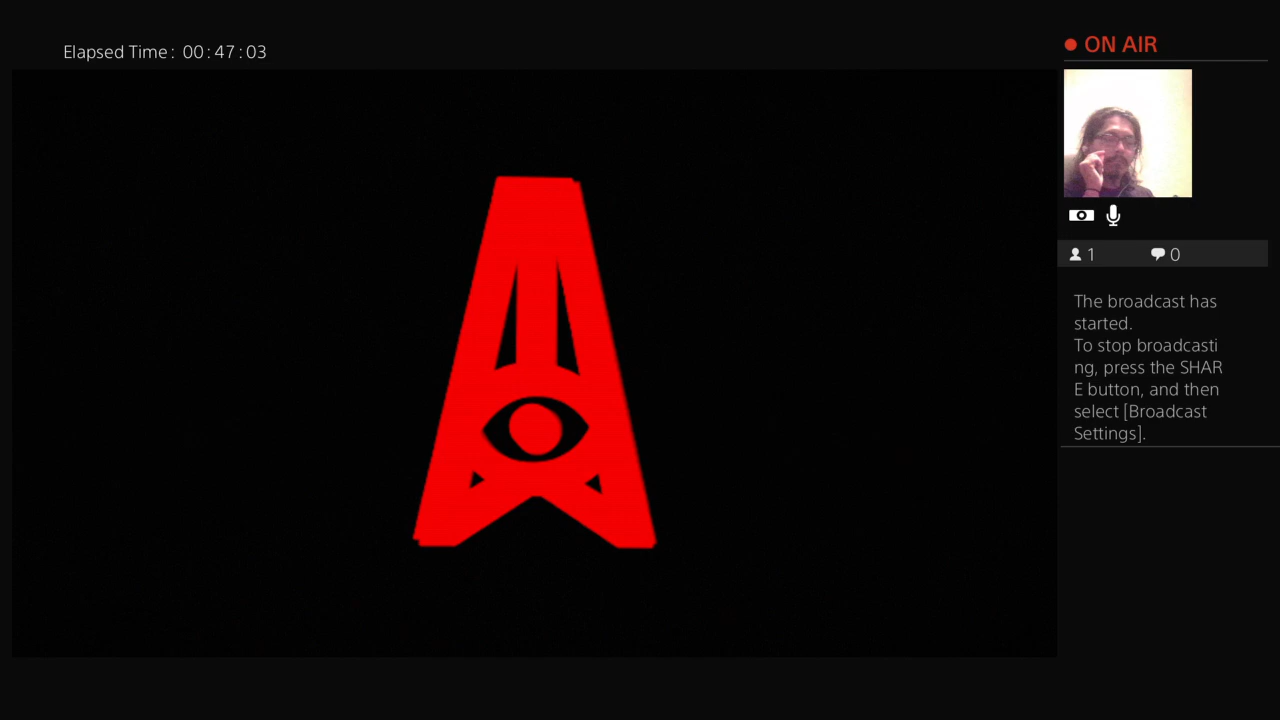 Elapsed Time: 00:47:03
ON AIR
1
0
The broadcast has
started.
To stop broadcasti
ng, press the SHAR
E button, and then
select [Broadcast
Settings].